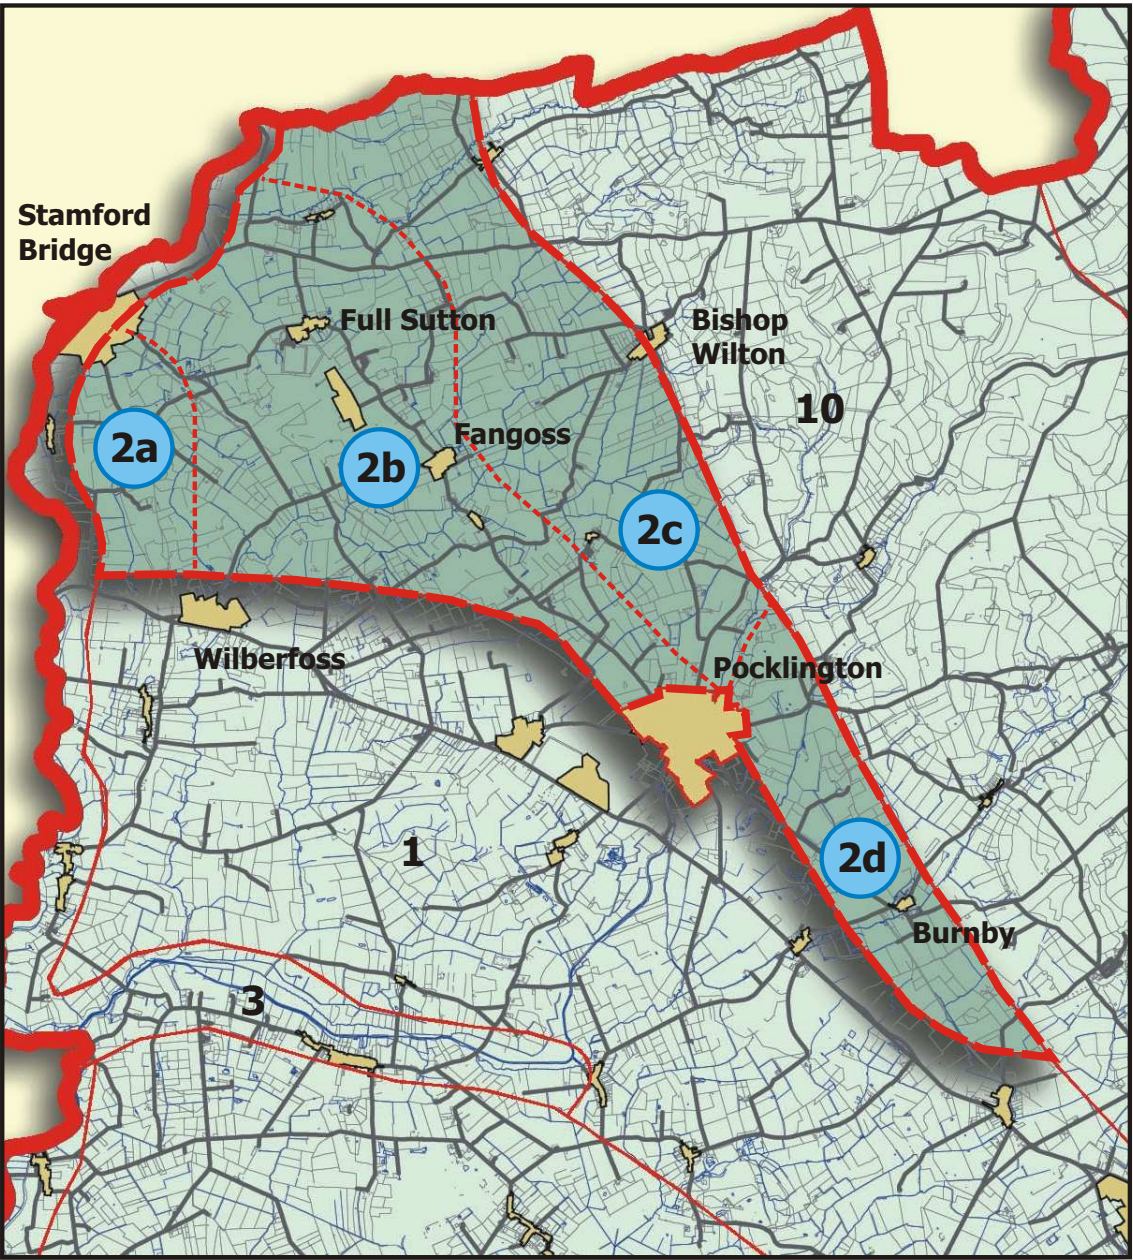 Stamford
Bridge
Full Sutton
Bishop
Wilton
10
Fangoss
2a
2b
2c
Wilberfoss
Pocklington
1
2d
Burnby
3